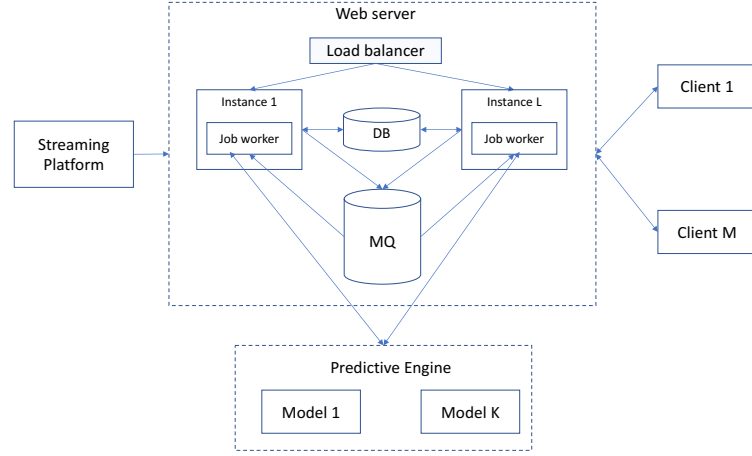 Web server
Load balancer
Instance 1
Instance L
Job worker
DB
Job worker
Streaming
Platform
MQ
Client 1
Client M
Predictive Engine
Model 1
Model K